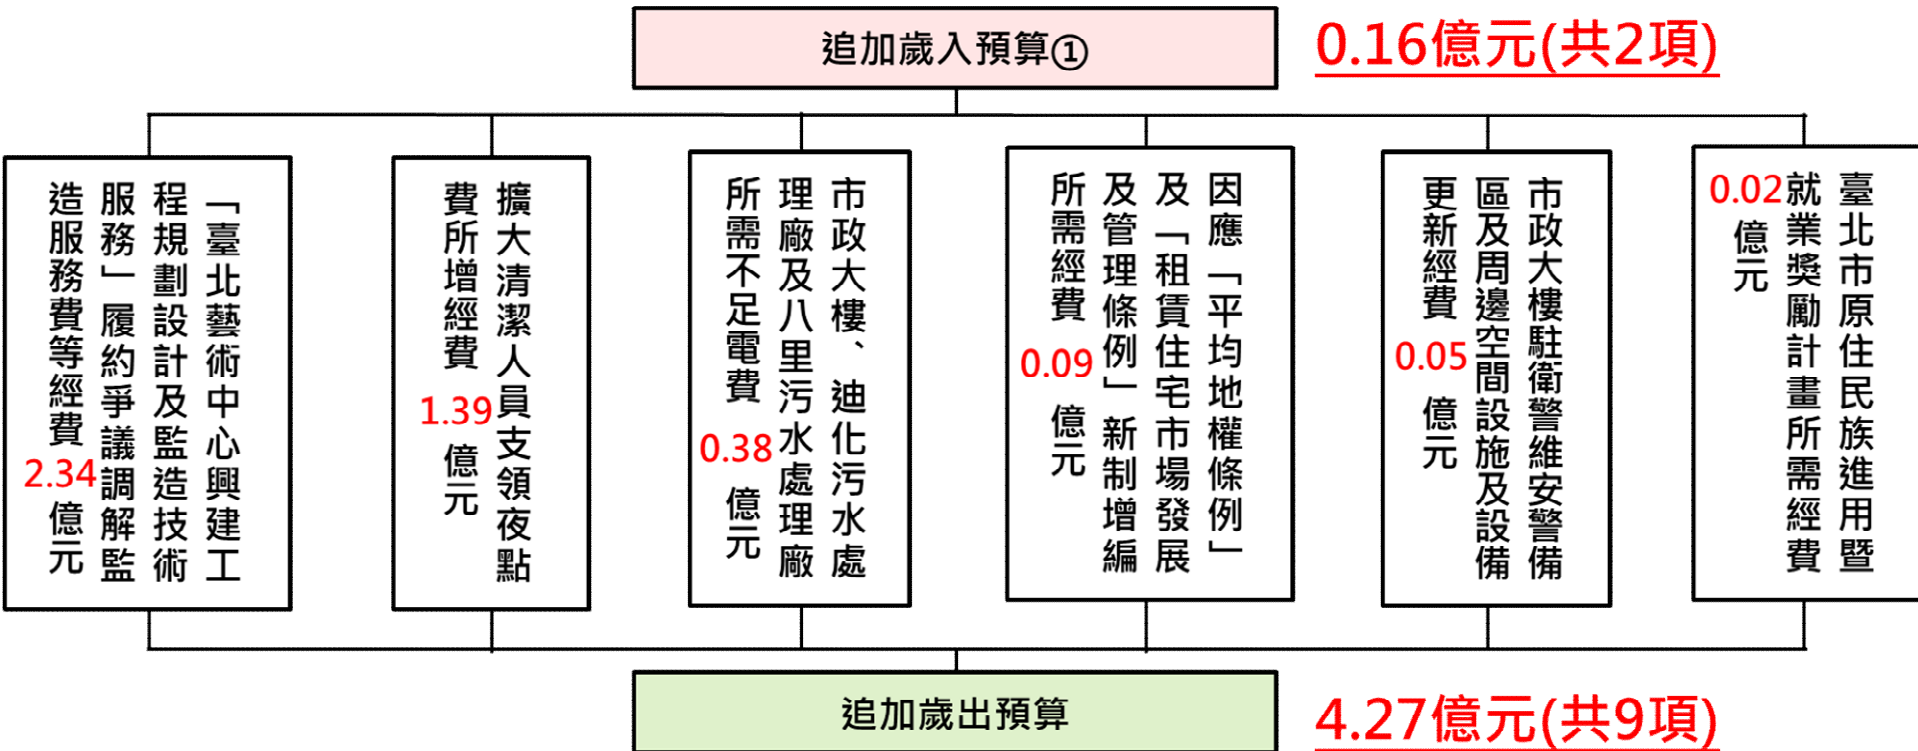 追加歲入預算①
0.16億元(共2項)
「臺北藝術中心興建工
程規劃設計及監造技術
服務」履約爭議調解監
造服務費等經費2.34億元
擴大清潔人員支領夜點
費所增經費1.39億元
市政大樓、迪化污水處
理廠及八里污水處理廠
所需不足電費0.38億元
因應「平均地權條例」
及「租賃住宅市場發展
及管理條例」新制增編
所需經費0.09億元
市政大樓駐衛警維安警備
區及周邊空間設施及設備
更新經費0.05億元
臺北市原住民族進用暨
就業獎勵計畫所需經費
0.02億元
追加歲出預算
4.27億元(共9項)